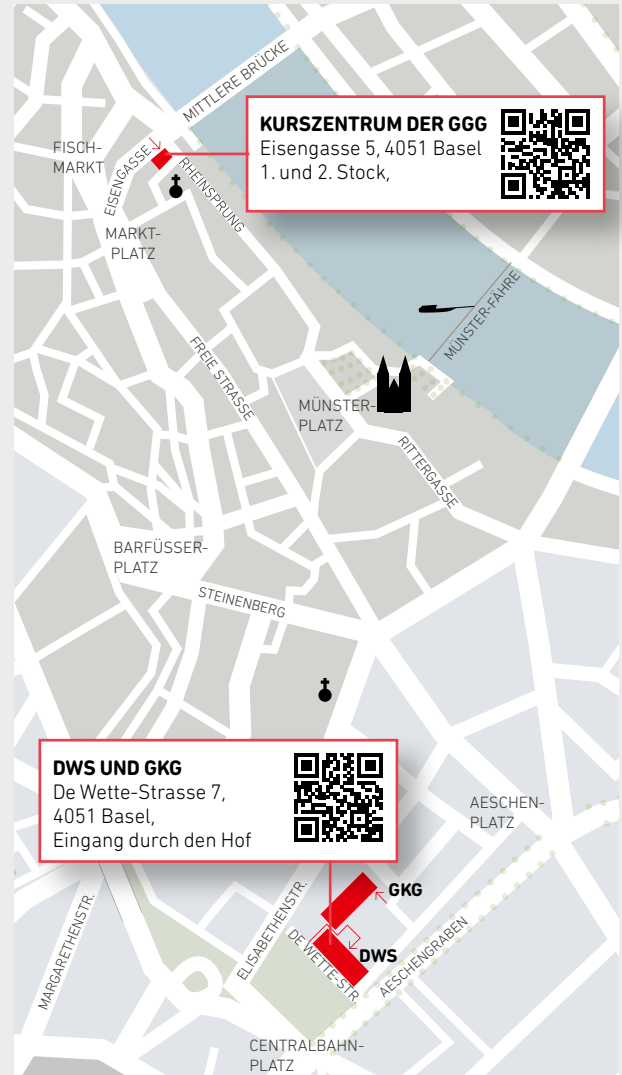 MITTLERE BRÜCKE
KURSZENTRUM DER GGG
Eisengasse 5, 4051 Basel
1. und 2. Stock,
FISCH-
MARKT
EISENGASSE
RHEINSPRUNG
MARKT-
PLATZ
MÜNSTER-FÄHRE
FREIE STRASSE
MÜNSTER-
PLATZ
RITTERGASSE
BARFÜSSER-
PLATZ
STEINENBERG
DWS UND GKG
De Wette-Strasse 7,
4051 Basel,
Eingang durch den Hof
AESCHEN-
PLATZ
GKG
MARGARETHENSTR.
ELISABETHENSTR.
DE WETTE-STR.
DWS
AESCHENGRABEN
CENTRALBAHN-
PLATZ